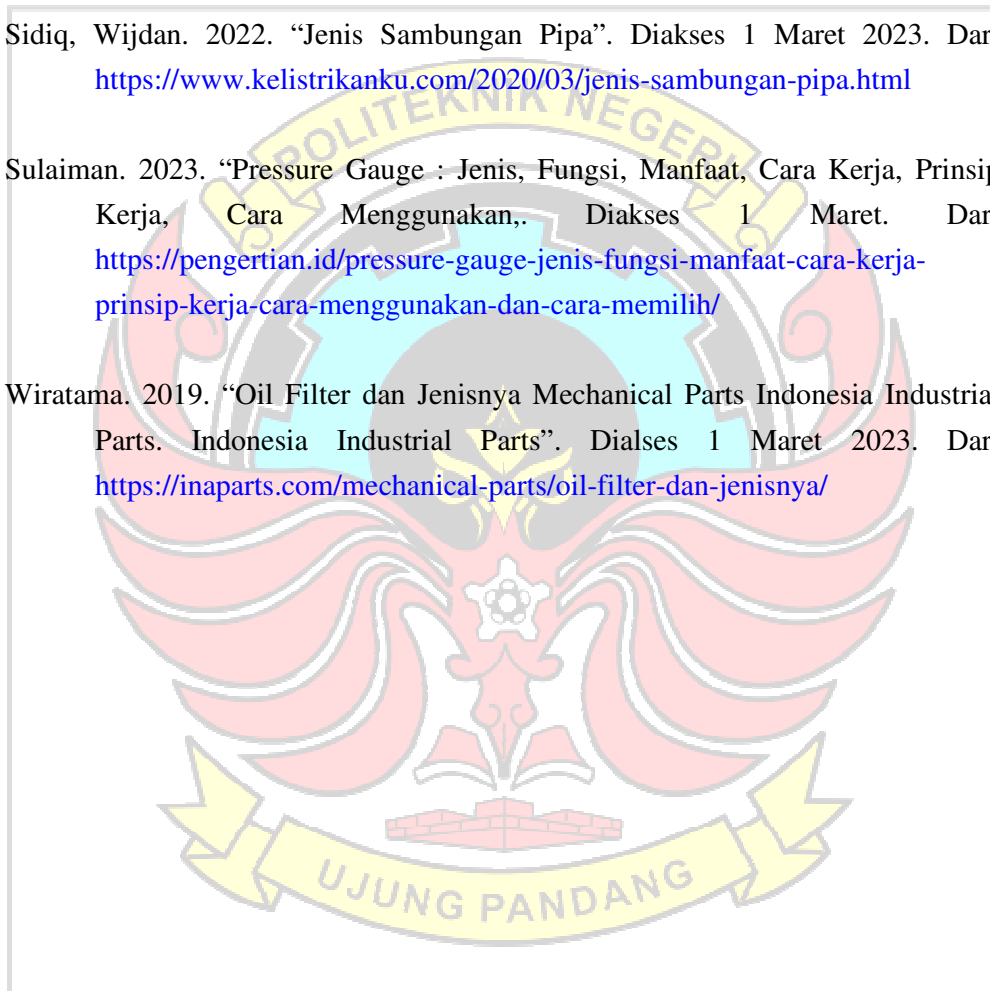 Sidiq, Wijdan. 2022. “Jenis Sambungan Pipa”. Diakses 1 Maret 2023. Dar
https://www.kelistrikanku.com/2020/03/jenis-sambungan-pipa.html
POLITEKNIK NEGERI
Sulaiman. 2023. “Pressure Gauge : Jenis, Fungsi, Manfaat, Cara Kerja, Prinsip
Kerja, Cara Menggunakan,. Diakses 1 Maret. Dar
https://pengertian.id/pressure-gauge-jenis-fungsi-manfaat-cara-kerja-
prinsip-kerja-cara-menggunakan-dan-cara-memilih/
Wiratama. 2019. “Oil Filter dan Jenisnya Mechanical Parts Indonesia Industria
Parts. Indonesia Industrial Parts”. Dialses 1 Maret 2023. Dar
https://inaparts.com/mechanical-parts/oil-filter-dan-jenisnya/
UJUNG PANDANG